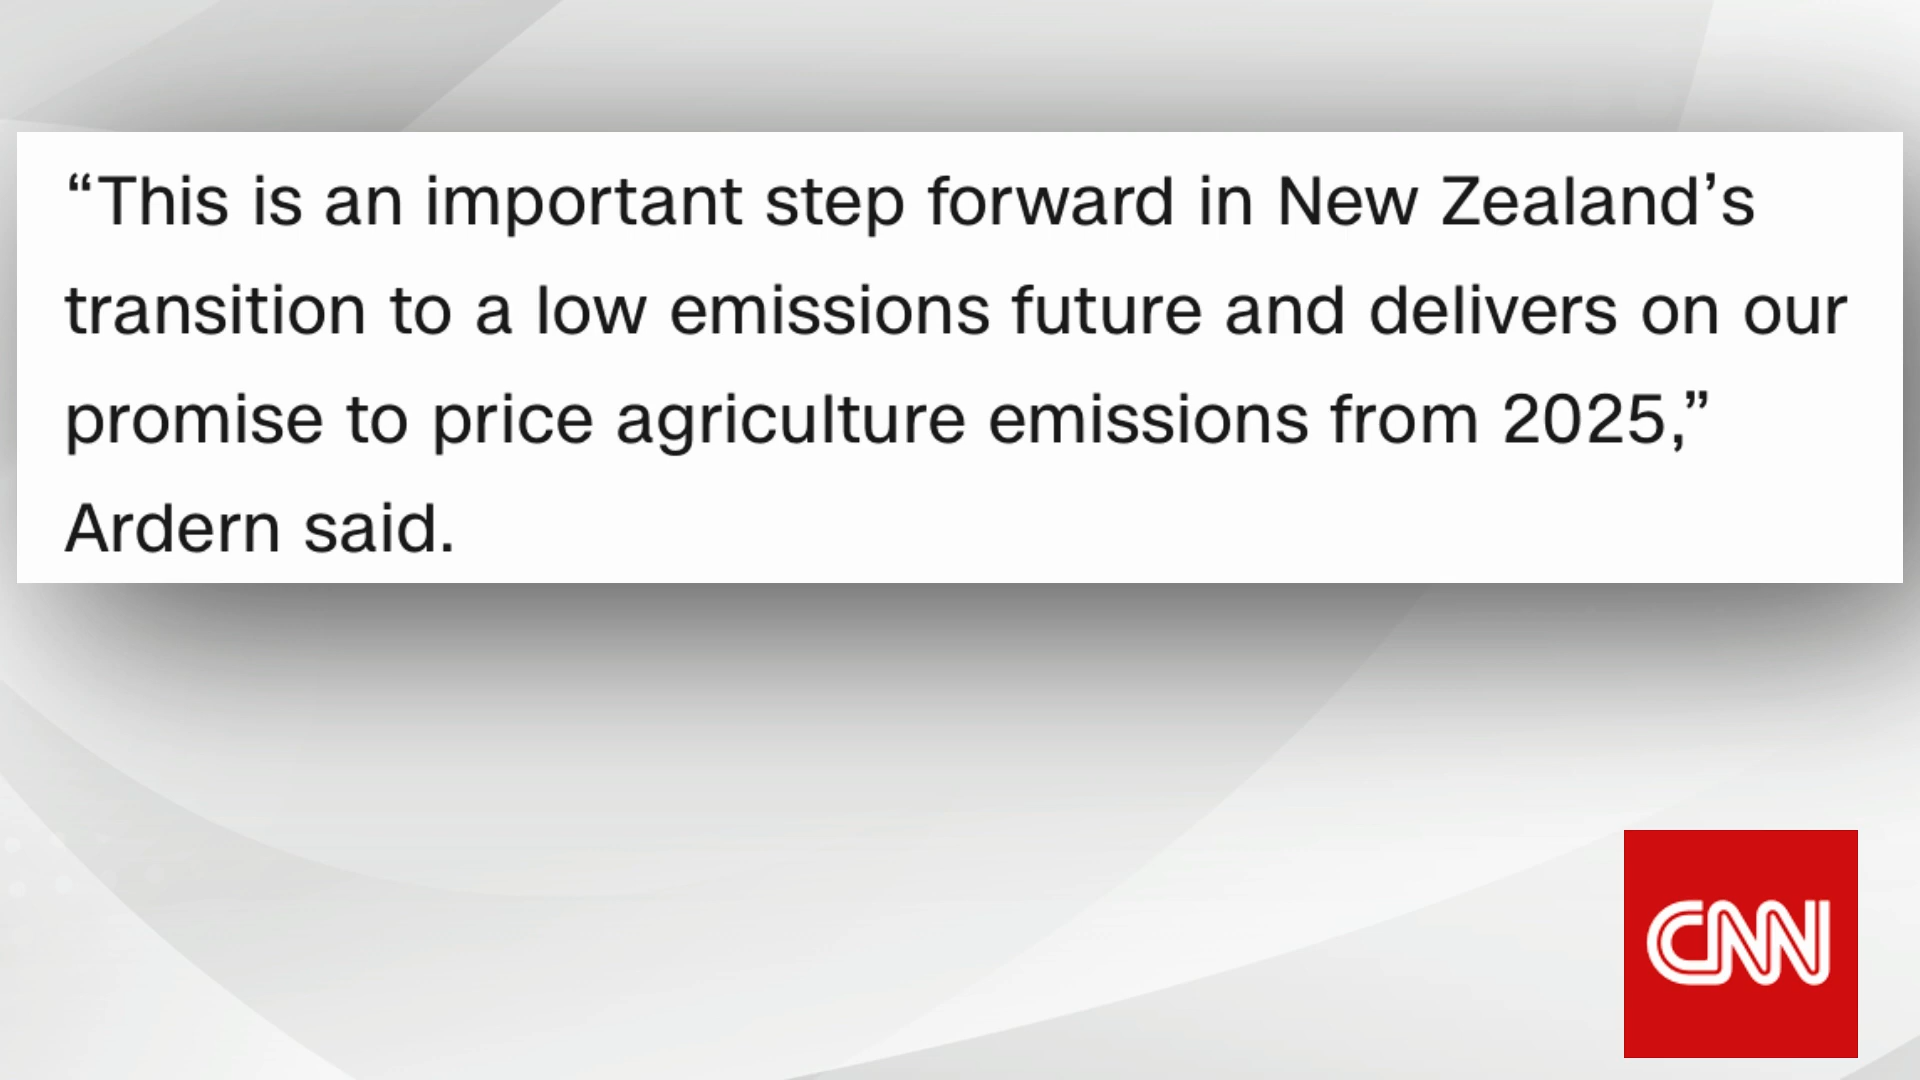 “This is an important step forward in New Zealand’s
transition to a low emissions future and delivers on our
promise to price agriculture emissions from 2025,”
Ardern said.
CNN